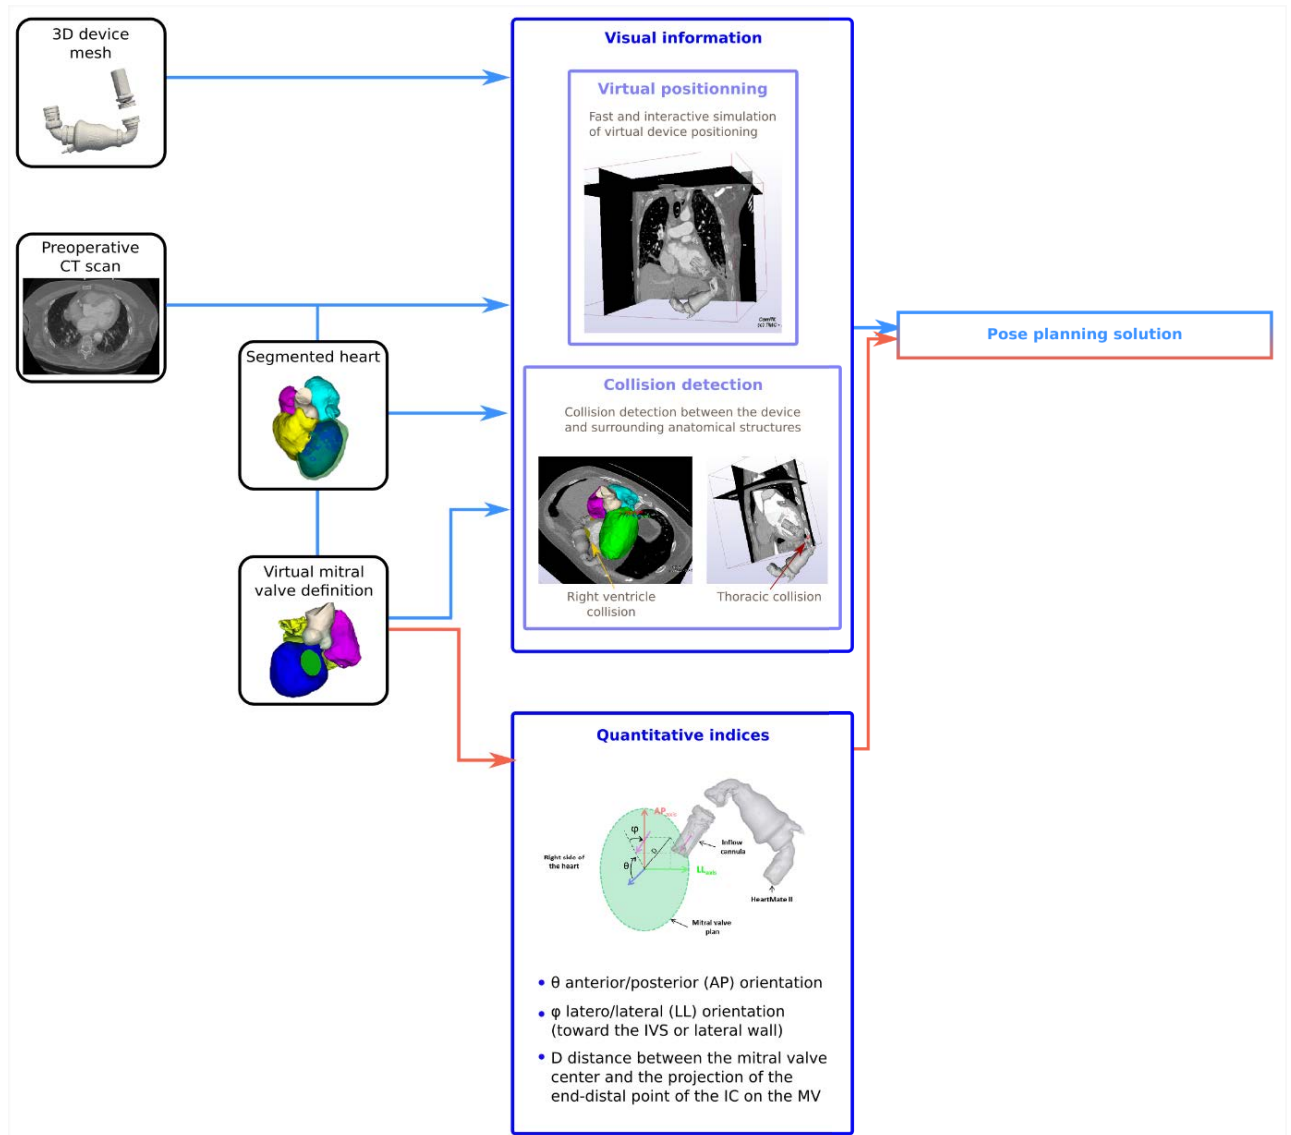 3D device
mesh
Preoperative
CT scan
Segmented heart
Virtual mitral
valve definition
Visual information
Virtual positionning
Fast and interactive simulation
of virtual device positioning
Collision detection
Collision detection between the device
and surrounding anatomical structures
Right ventricle
collision
Thoracic collision
Quantitative indices
AP
φ
θ
D
LL
Right side of
the heart
Inflow
cannula
HeartMate II
Mitral valve
plan
• θ anterior/posterior (AP) orientation
• φ latero/lateral (LL) orientation
(toward the IVS or lateral wall)
• D distance between the mitral valve
center and the projection of the
end-distal point of the IC on the MV
Pose planning solution